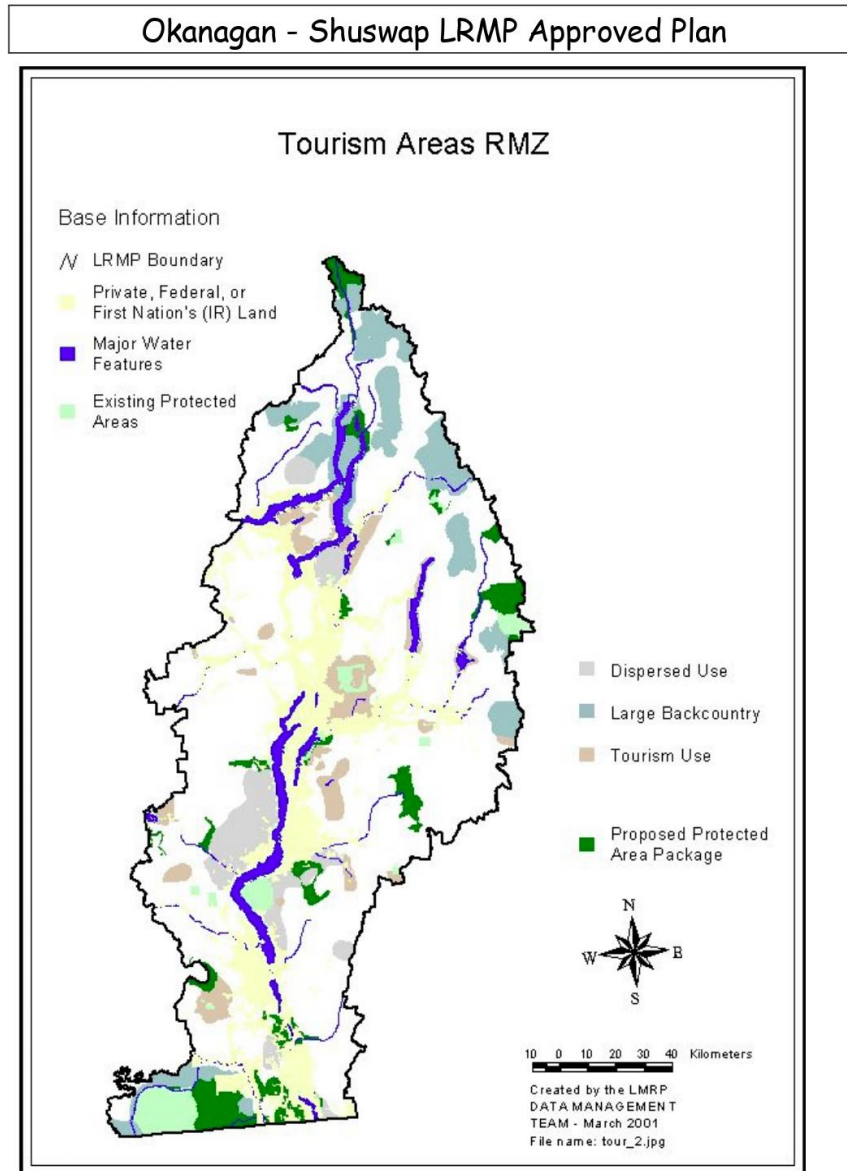 Okanagan - Shuswap LRMP Approved Plan
Tourism Areas RMZ
Base Information
LRMP Boundary
Private, Federal, or
First Nation's (IR) Land
Major Water
Features
Existing Protected
Areas
Dispersed Use
Large Backcountry
Tourism Use
Proposed Protected
Area Package
N
W E
S
10 0 10 20 30 40 Kilometers
Created by the LMRP
DATA MANAGEMENT
TEAM - March 2001
File name: tour_2.jpg